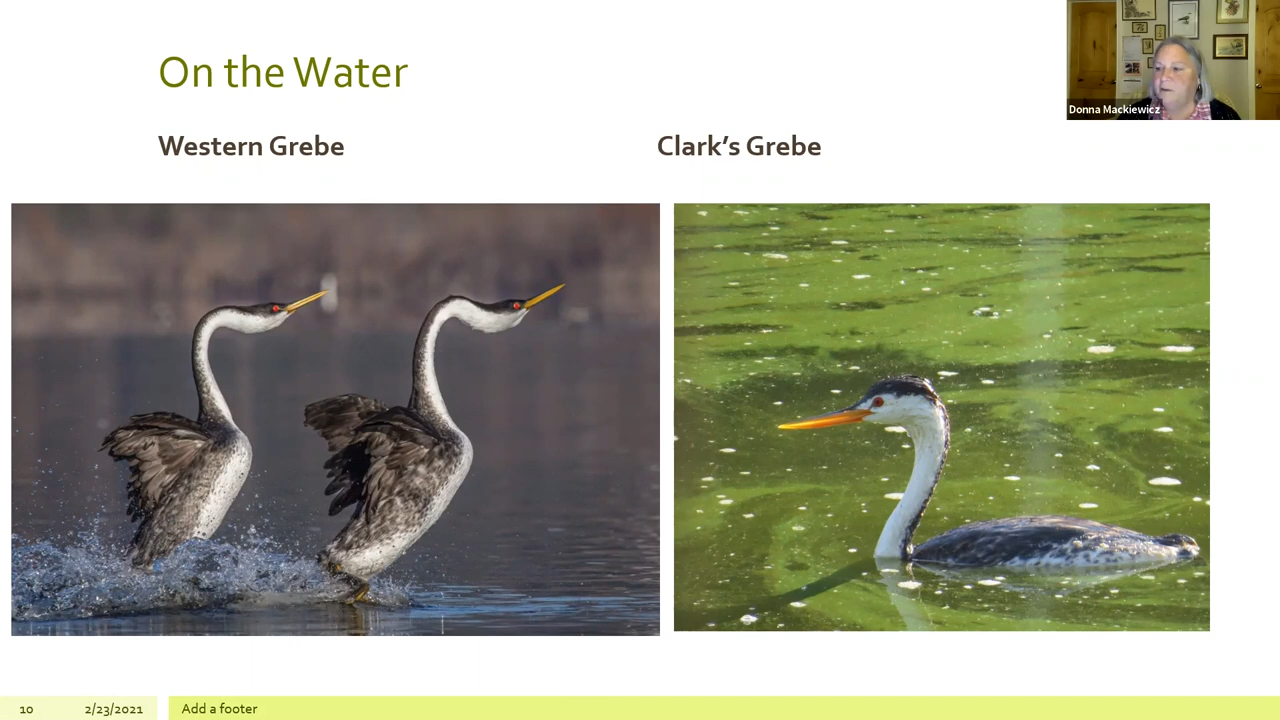 On the Water
Donna Mackiewicz
Western Grebe
Clark's Grebe
10
2/23/2021
Add a footer